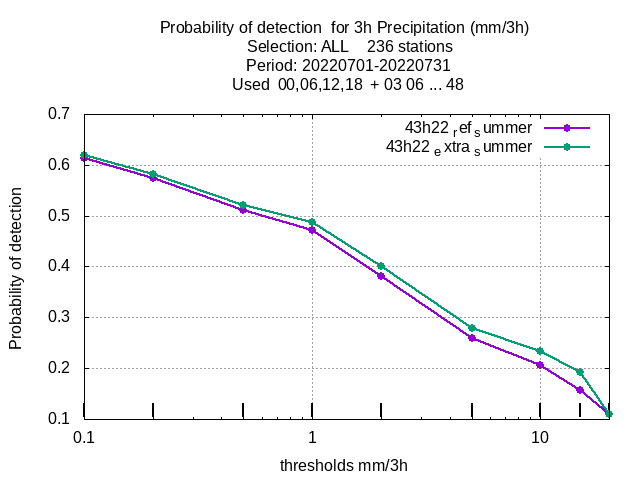 Probability of detection  for 3h Precipitation (mm/3h)
Selection: ALL    236 stations
Period: 20220701-20220731
Used  00,06,12,18  + 03 06 ... 48
0.7
43h22 ref summer
43h22 extra summer
0.6
0.5
0.4
0.3
0.2
0.1
Probability of detection
0.1
1
10
thresholds mm/3h